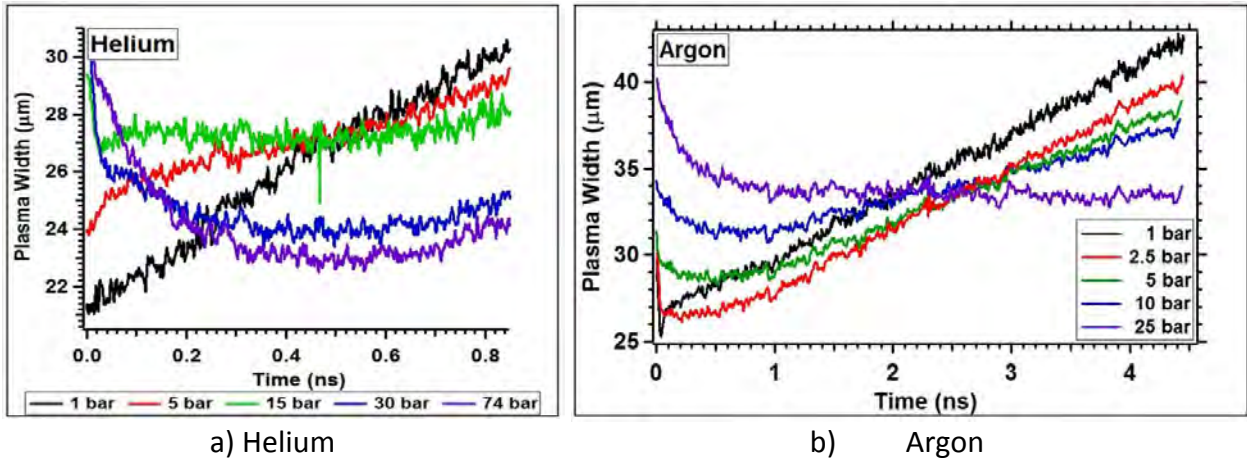 Helium
Plasma Width (μm)
30
28
26
24
22
0.0 0.2 0.4 0.6 0.8
Time (ns)
1 bar 5 bar 15 bar 30 bar 74 bar
a) Helium
Argon
Plasma Width (μm)
40
35
30
25
0 1 2 3 4
Time (ns)
1 bar
2.5 bar
5 bar
10 bar
25 bar
b) Argon